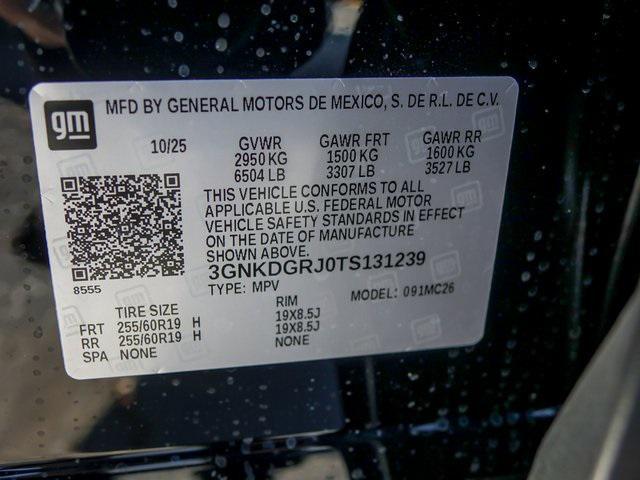 gm
MFD BY GENERAL MOTORS DE MEXICO, S. DE R.L. DE C.V.
10/25 GVWR GAWR FRT GAWR RR
2950 KG 1500 KG 1600 KG
6504 LB 3307 LB 3527 LB
THIS VEHICLE CONFORMS TO ALL
APPLICABLE U.S. FEDERAL MOTOR
VEHICLE SAFETY STANDARDS IN EFFECT
ON THE DATE OF MANUFACTURE
SHOWN ABOVE.
3GNKDGRJ0TS131239
8555
TYPE: MPV MODEL: 091MC26
TIRE SIZE RIM
FRT 255/60R19 H 19X8.5J
RR 255/60R19 H 19X8.5J
SPA NONE NONE